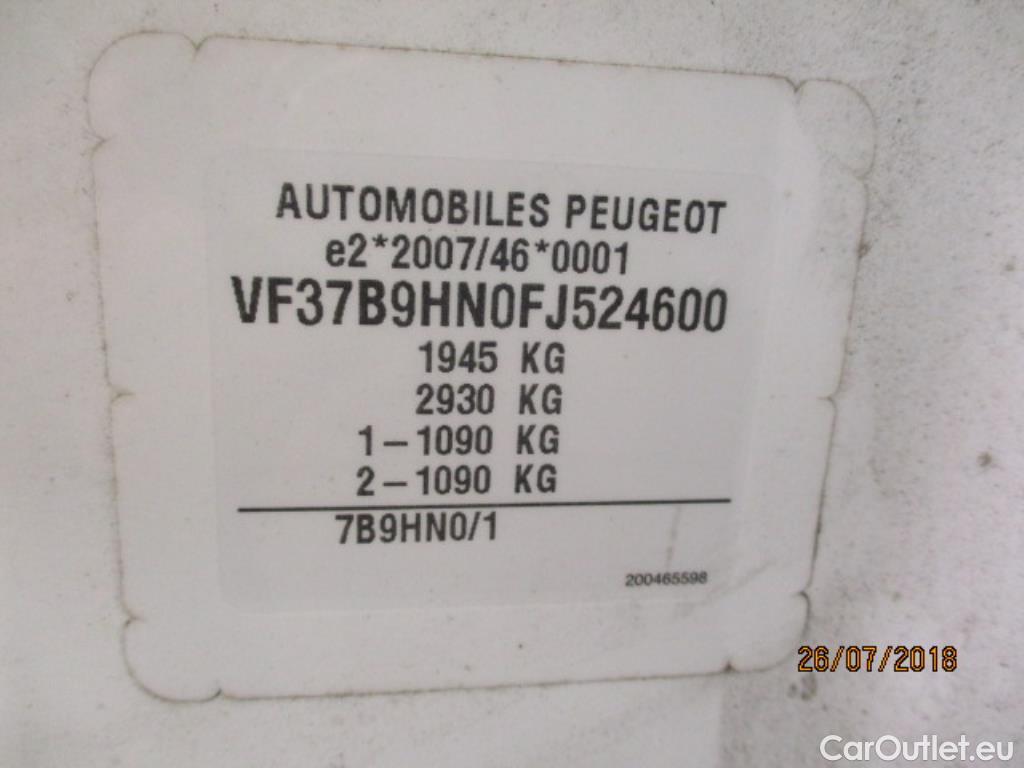 AUTOMOBILES PEUGEOT
e2*2007/46*0001
VF37B9HN0FJ524600
1945 KG
2930 KG
1-1090 KG
2-1090 KG
7B9HN0/1
200465598
26/07/2018
CarOutlet.eu